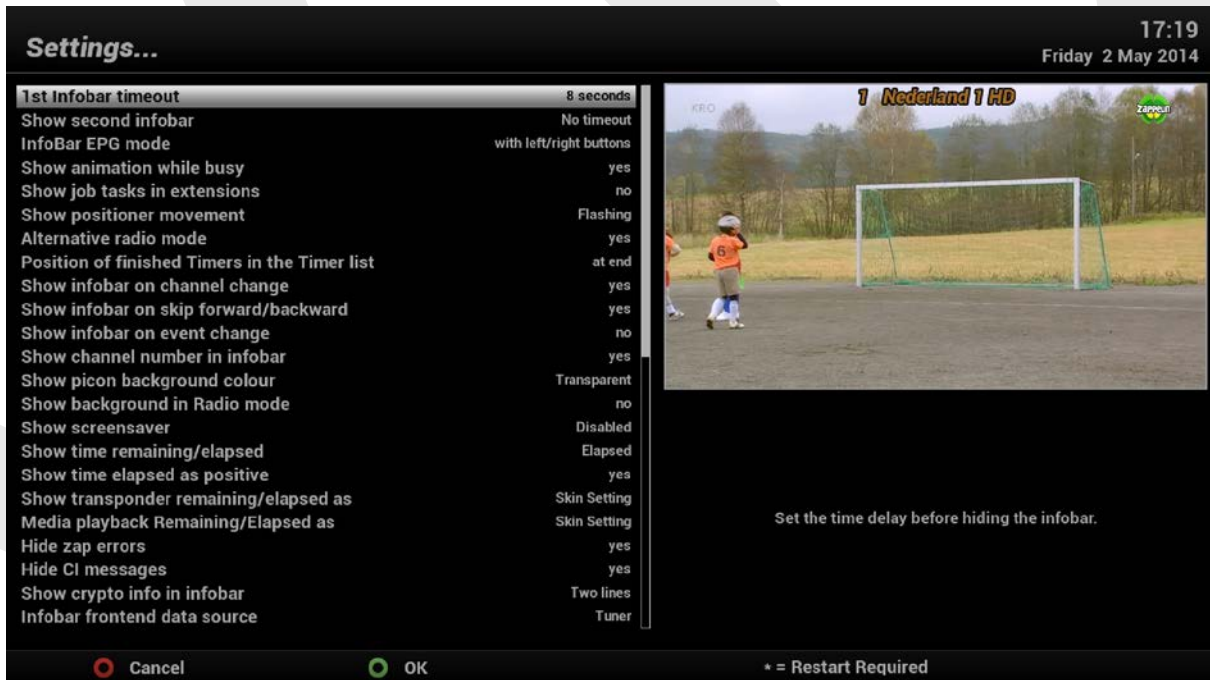 Settings...
17:19
Friday 2 May 2014
1st Infobar timeout 8 seconds
Show second infobar No timeout
InfoBar EPG mode with left/right buttons
Show animation while busy yes
Show job tasks in extensions no
Show positioner movement Flashing
Alternative radio mode yes
Position of finished Timers in the Timer list at end
Show infobar on channel change yes
Show infobar on skip forward/backward yes
Show infobar on event change no
Show channel number in infobar yes
Show picon background colour Transparent
Show background in Radio mode no
Show screensaver Disabled
Show time remaining/elapsed Elapsed
Show time elapsed as positive yes
Show transponder remaining/elapsed as Skin Setting
Media playback Remaining/Elapsed as Skin Setting
Hide zap errors yes
Hide CI messages yes
Show crypto info in infobar Two lines
Infobar frontend data source Tuner
KRO
1 Nederland 1 HD
zappelin
6
Set the time delay before hiding the infobar.
Cancel
OK
* = Restart Required